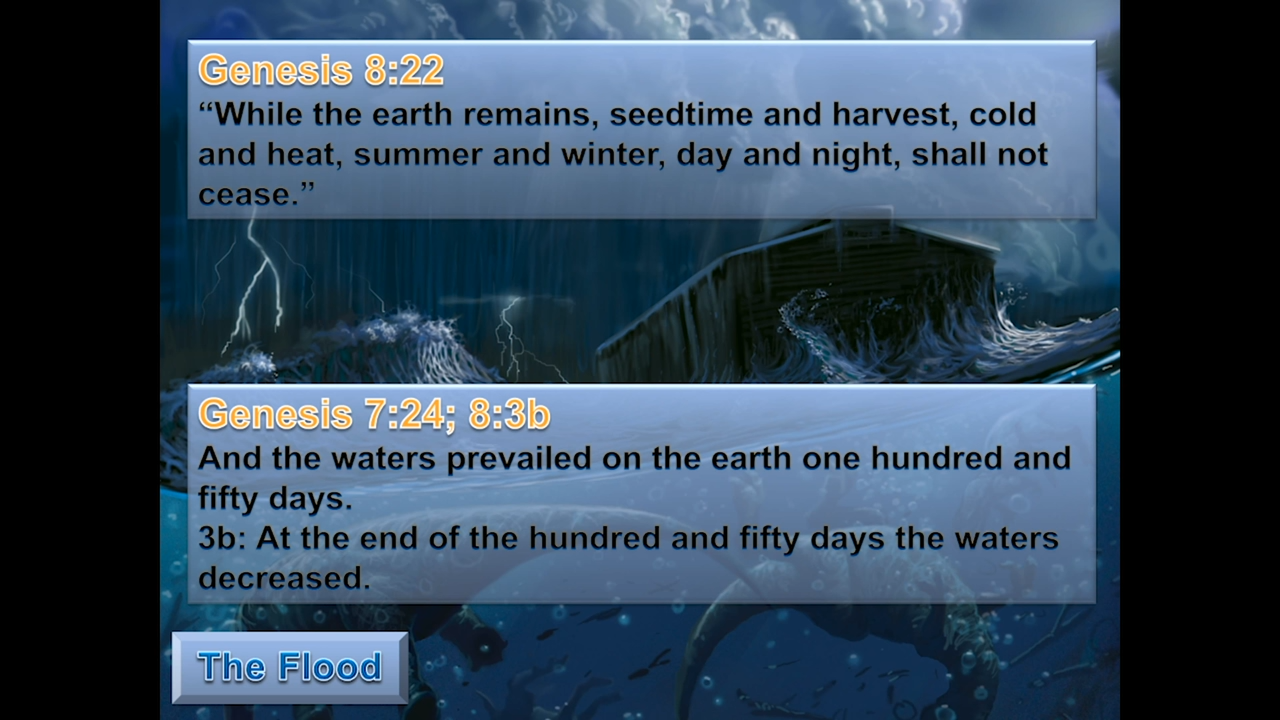 Genesis 8:22
“While the earth remains, seedtime and harvest, cold
and heat, summer and winter, day and night, shall not
cease.”
Genesis 7:24; 8:3b
And the waters prevailed on the earth one hundred and
fifty days.
3b: At the end of the hundred and fifty days the waters
decreased.
The Flood